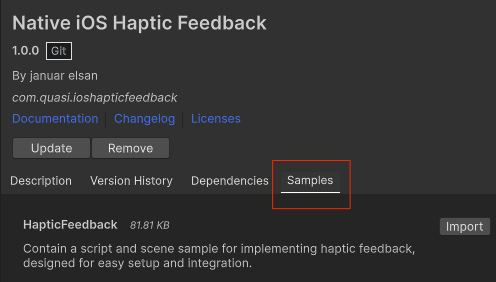 Native iOS Haptic Feedback
1.0.0 Git
By januar elsan
com.quasi.ioshapticfeedback
Documentation Changelog Licenses
Update Remove
Description Version History Dependencies Samples
HapticFeedback 81.81 KB Import
Contain a script and scene sample for implementing haptic feedback,
designed for easy setup and integration.